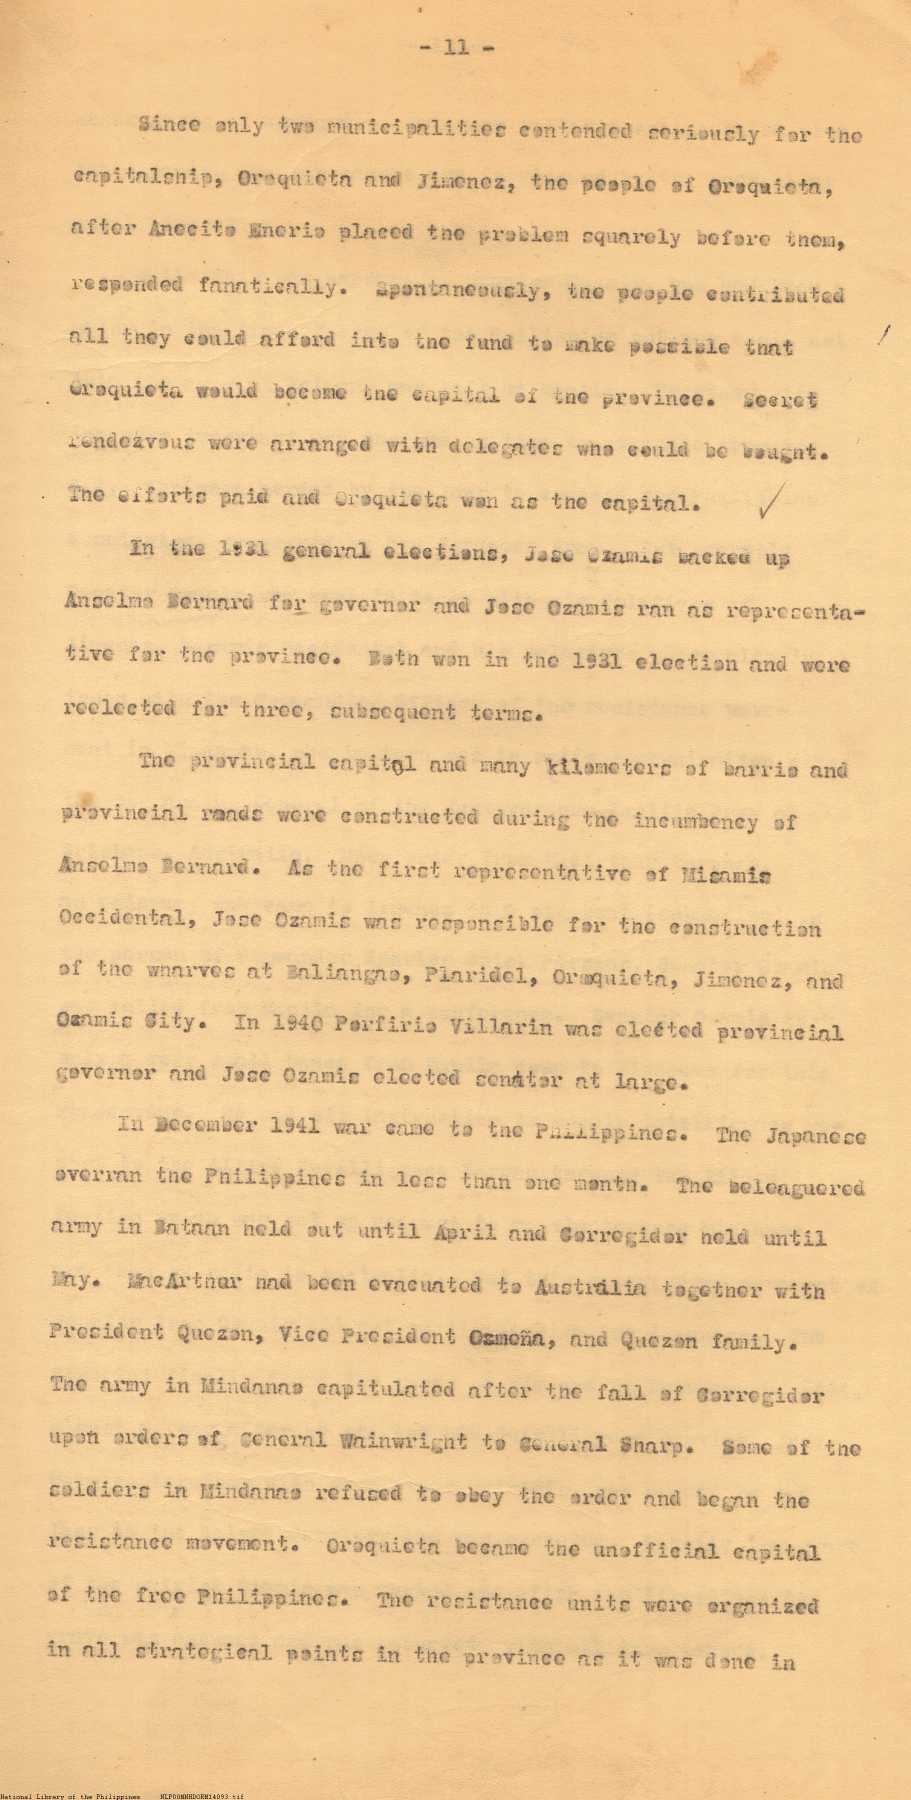 - 11 -
Since only two municipalities contended seriously for the
capitalship, Oroquieta and Jimenez, the people of Oroquieta,
after Anecito Enerio placed the problem squarely before them,
responded fanatically. Spontaneously, the people contributed
all they could afford into the fund to make possible that
Oroquieta would become the capital of the province. Secret
rendezvous were arranged with delegates who could be bought.
The efforts paid and Oroquieta won as the capital.
In the 1931 general elections, Jose Ozamis backed up
Anselmo Bernard for governor and Jose Ozamis ran as representa-
tive for the province. Both won in the 1931 election and were
reelected for three, subsequent terms.
The provincial capitol and many kilometers of barrio and
provincial roads were constructed during the incumbency of
Anselmo Bernard. As the first representative of Misamis
Occidental, Jose Ozamis was responsible for the construction
of the wharves at Baliangao, Plaridel, Oroquieta, Jimenez, and
Ozamis City. In 1940 Porfirio Villarin was elected provincial
governor and Jose Ozamis elected senator at large.
In December 1941 war came to the Philippines. The Japanese
overran the Philippines in less than one month. The beleaguered
army in Bataan held out until April and Corregidor held until
May. MacArthur had been evacuated to Australia together with
President Quezon, Vice President Osmeña, and Quezon family.
The army in Mindanao capitulated after the fall of Corregidor
upon orders of General Wainwright to General Sharp. Some of the
soldiers in Mindanao refused to obey the order and began the
resistance movement. Oroquieta became the unofficial capital
of the free Philippines. The resistance units were organized
in all strategical points in the province as it was done in
National Library of the Philippines NLPOOMNHDORM14093.tif